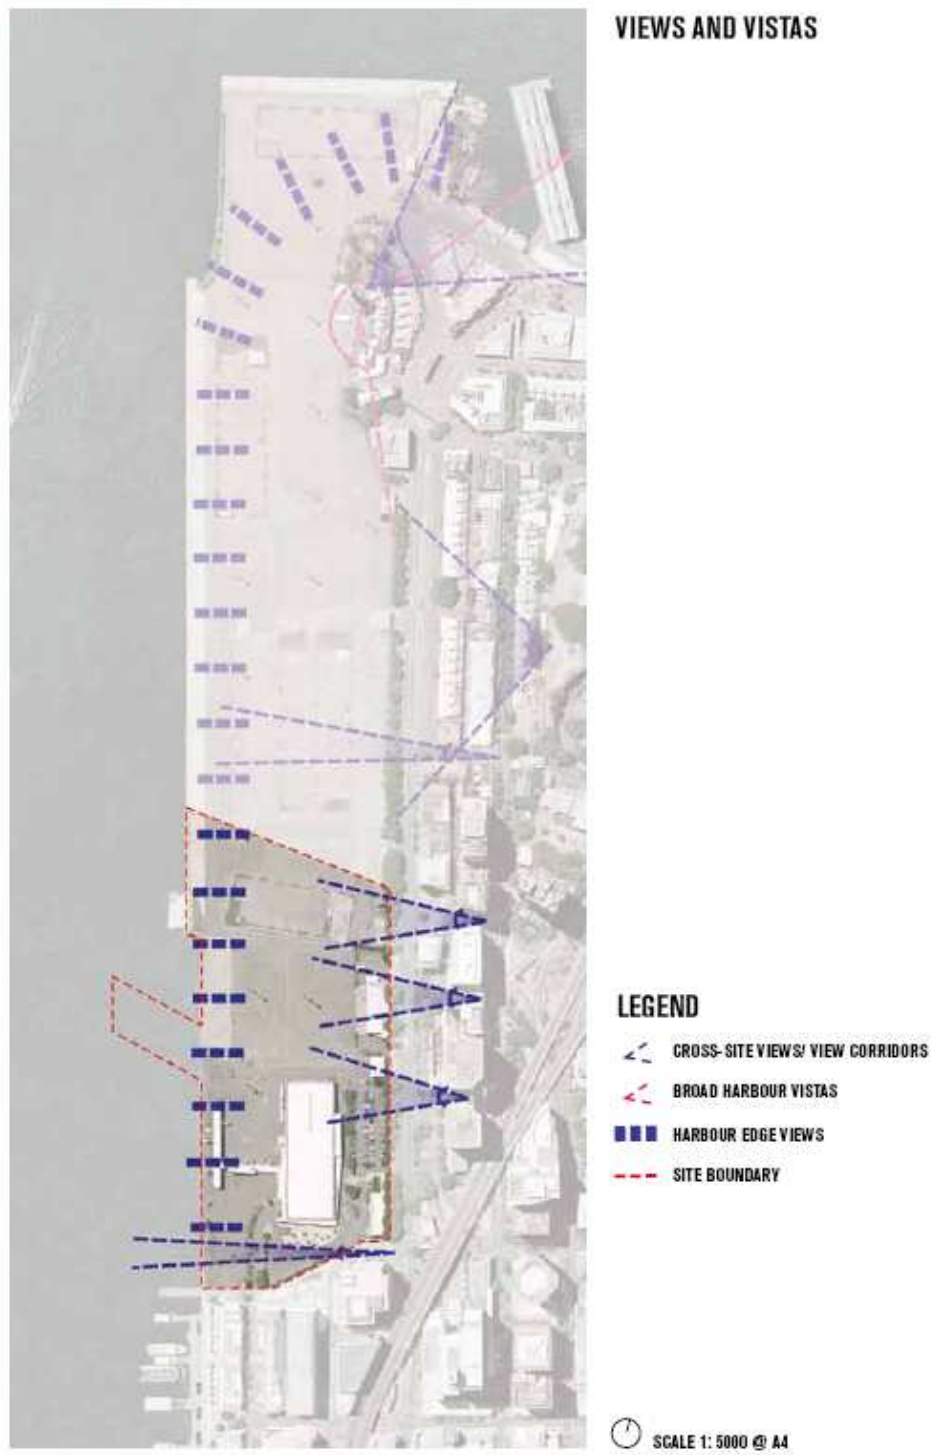 VIEWS AND VISTAS
LEGEND
CROSS-SITE VIEWS/ VIEW CORRIDORS
BROAD HARBOUR VISTAS
HARBOUR EDGE VIEWS
SITE BOUNDARY
SCALE 1: 5000 @ A4